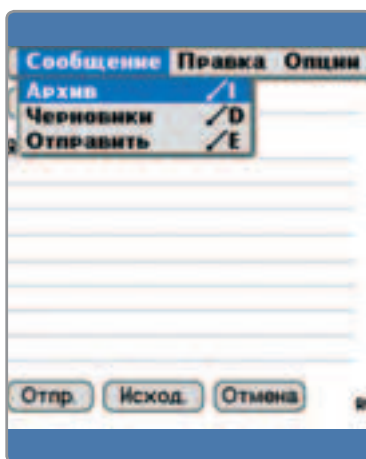 Сообщение Правка Опции
Архив ⁄I
Черновики ⁄D
Отправить ⁄E
Отпр. Исход. Отмена